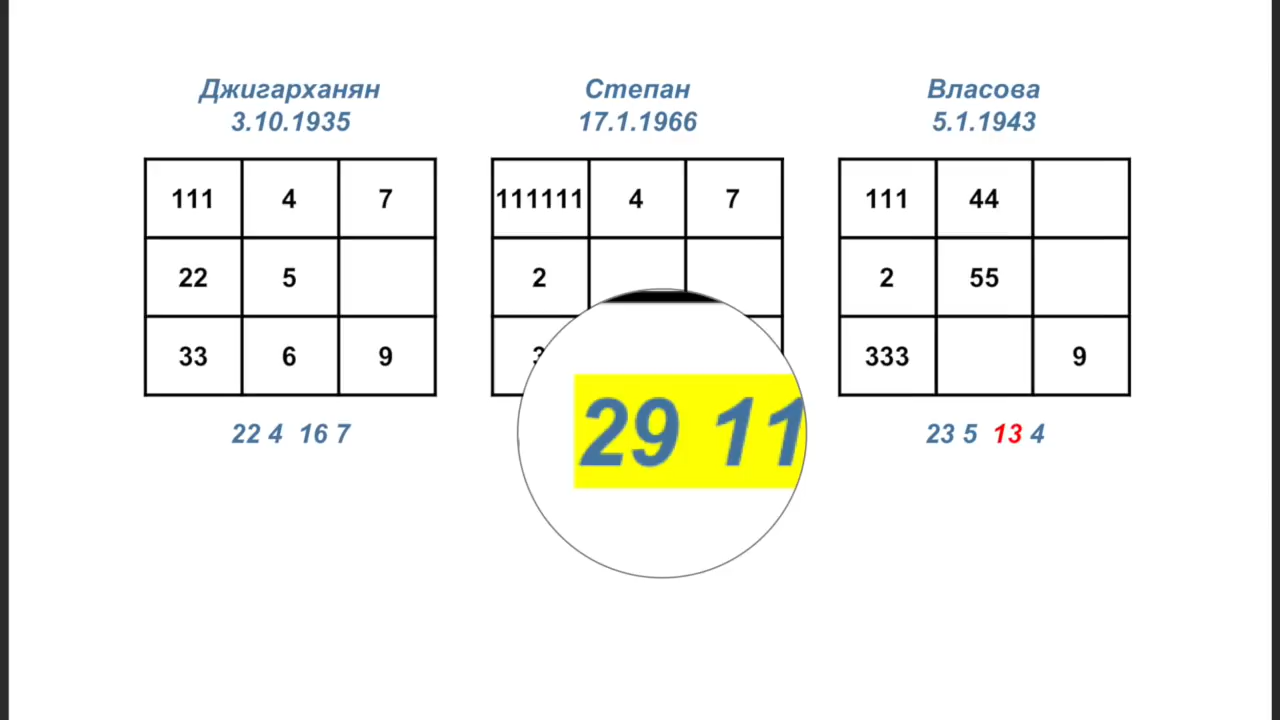 Джигарханян
3.10.1935
111 4 7
22 5
33 6 9
22 4 16 7
Степан
17.1.1966
111111 4 7
2
29 11
Власова
5.1.1943
111 44
2 55
333 9
23 5 13 4